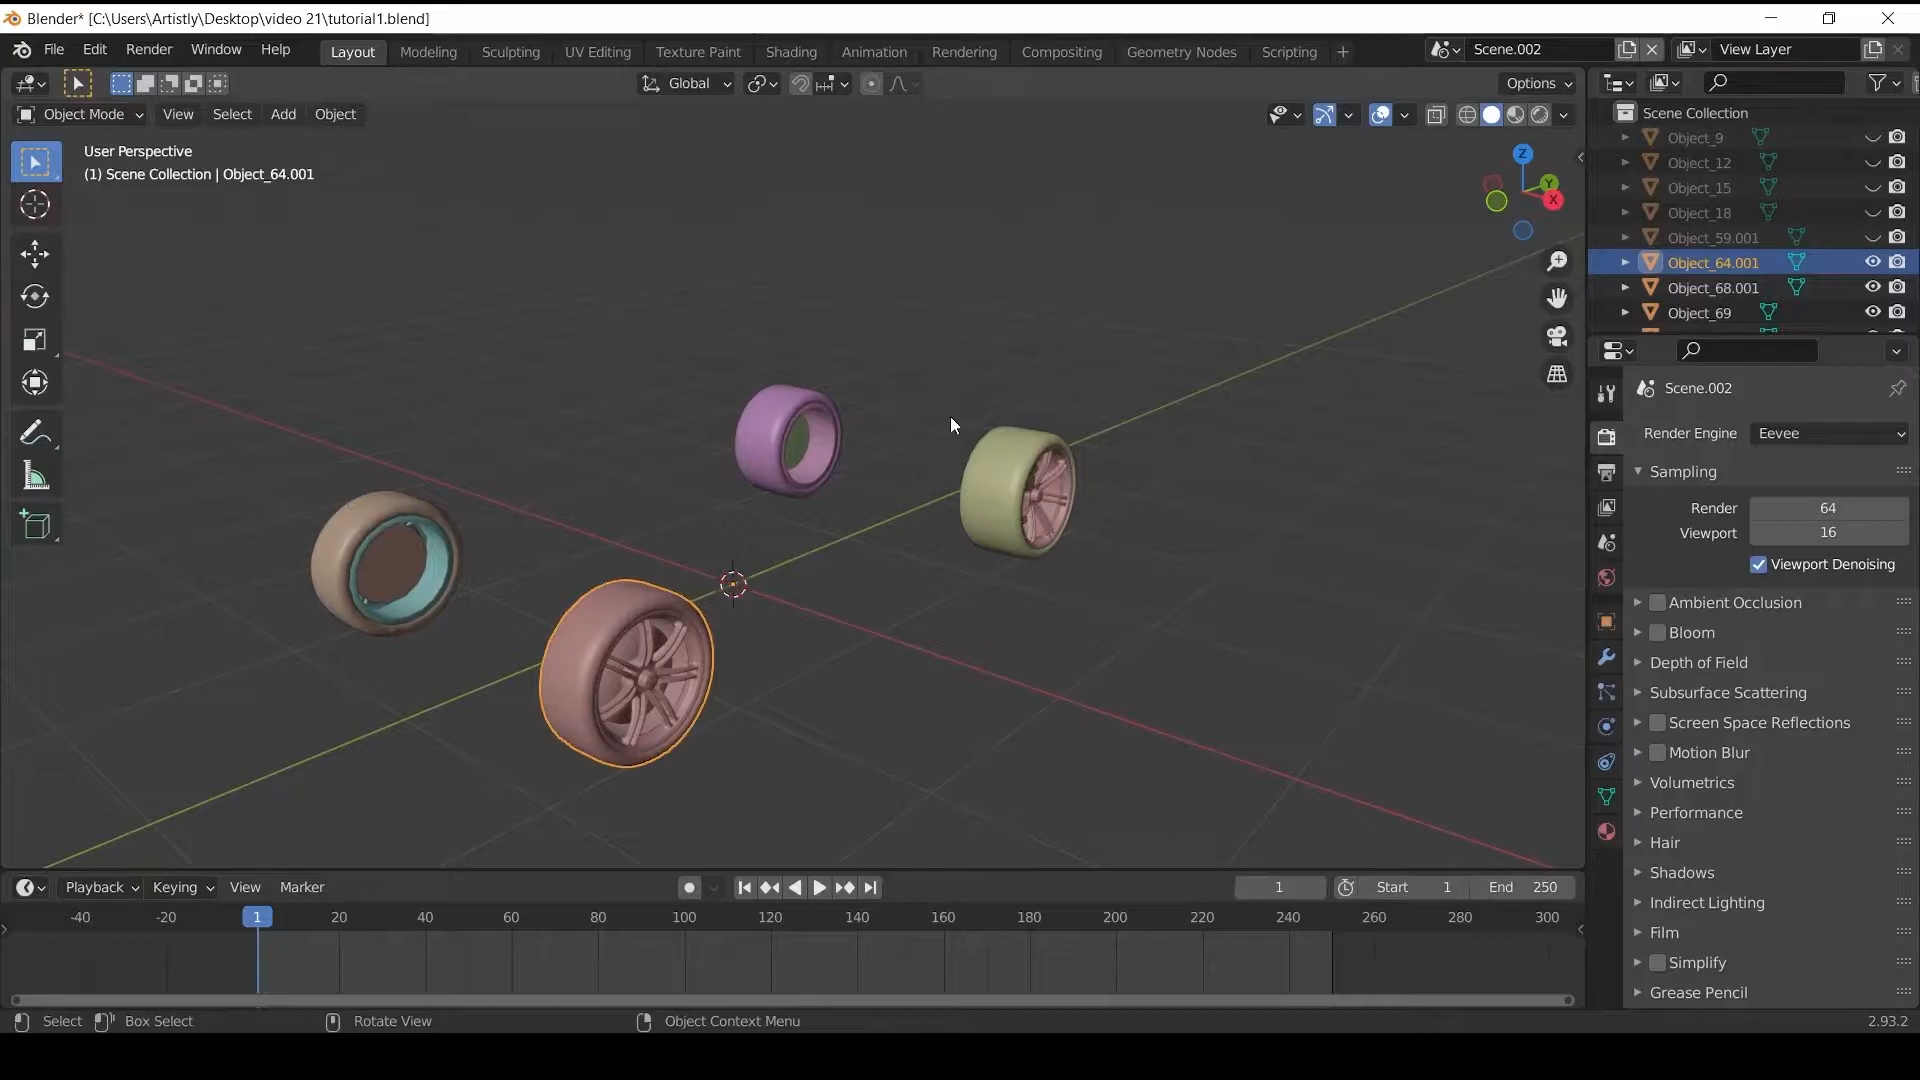 Blender* [C:\Users\Artistly\Desktop\video 21\tutorial1.blend]
File Edit Render Window Help Layout Modeling Sculpting UV Editing Texture Paint Shading Animation Rendering Compositing Geometry Nodes Scripting + Scene.002 View Layer
Global Options
Object Mode View Select Add Object
User Perspective
(1) Scene Collection | Object_64.001
Z
Y
X
Scene Collection
Object_9
Object_12
Object_15
Object_18
Object_59.001
Object_64.001
Object_68.001
Object_69
Scene.002
Render Engine Eevee
Sampling
Render 64
Viewport 16
Viewport Denoising
Ambient Occlusion
Bloom
Depth of Field
Subsurface Scattering
Screen Space Reflections
Motion Blur
Volumetrics
Performance
Hair
Shadows
Indirect Lighting
Film
Simplify
Grease Pencil
Playback Keying View Marker 1 Start 1 End 250
-40 -20 1 20 40 60 80 100 120 140 160 180 200 220 240 260 280 300
Select Box Select Rotate View Object Context Menu 2.93.2